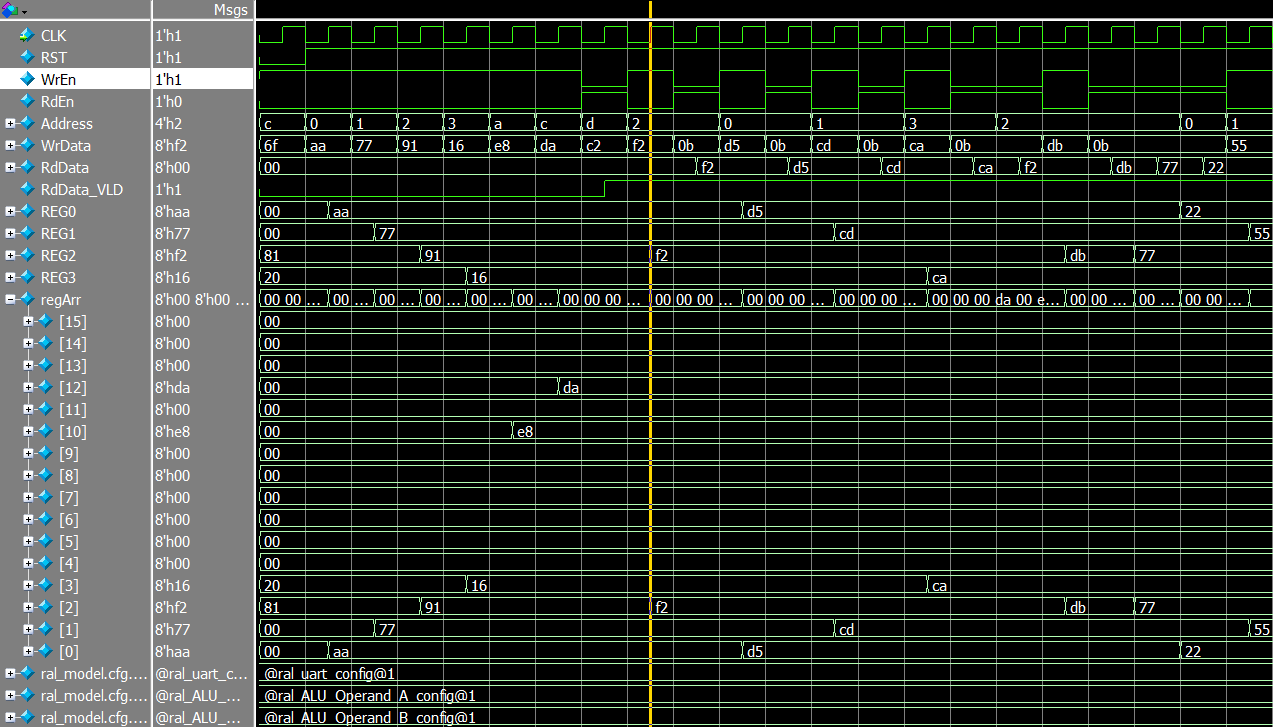 Msgs
CLK 1'h1
RST 1'h1
WrEn 1'h1
RdEn 1'h0
Address 4'h2 c 0 1 2 3 a c d 2 0 1 3 2 0 1
WrData 8'hf2 6f aa 77 91 16 e8 da c2 f2 0b d5 0b cd 0b ca 0b db 0b 55
RdData 8'h00 00 f2 d5 cd ca f2 db 77 22
RdData_VLD 1'h1
REG0 8'haa 00 aa d5 22
REG1 8'h77 00 77 cd 55
REG2 8'hf2 81 91 f2 db 77
REG3 8'h16 20 16 ca
regArr 8'h00 8'h00 ... 00 00 ... 00 ... 00 ... 00 ... 00 ... 00 ... 00 00 00 ... 00 00 00 ... 00 00 00 ... 00 00 00 ... 00 00 00 da 00 e... 00 00 ... 00 ... 00 00 ...
[15] 8'h00 00
[14] 8'h00 00
[13] 8'h00 00
[12] 8'hda 00 da
[11] 8'h00 00
[10] 8'he8 00 e8
[9] 8'h00 00
[8] 8'h00 00
[7] 8'h00 00
[6] 8'h00 00
[5] 8'h00 00
[4] 8'h00 00
[3] 8'h16 20 16 ca
[2] 8'hf2 81 91 f2 db 77
[1] 8'h77 00 77 cd 55
[0] 8'haa 00 aa d5 22
ral_model.cfg.... @ral_uart_c... @ral_uart_config@1
ral_model.cfg.... @ral_ALU_... @ral_ALU_Operand_A_config@1
ral_model.cfg.... @ral_ALU_... @ral_ALU_Operand_B_config@1